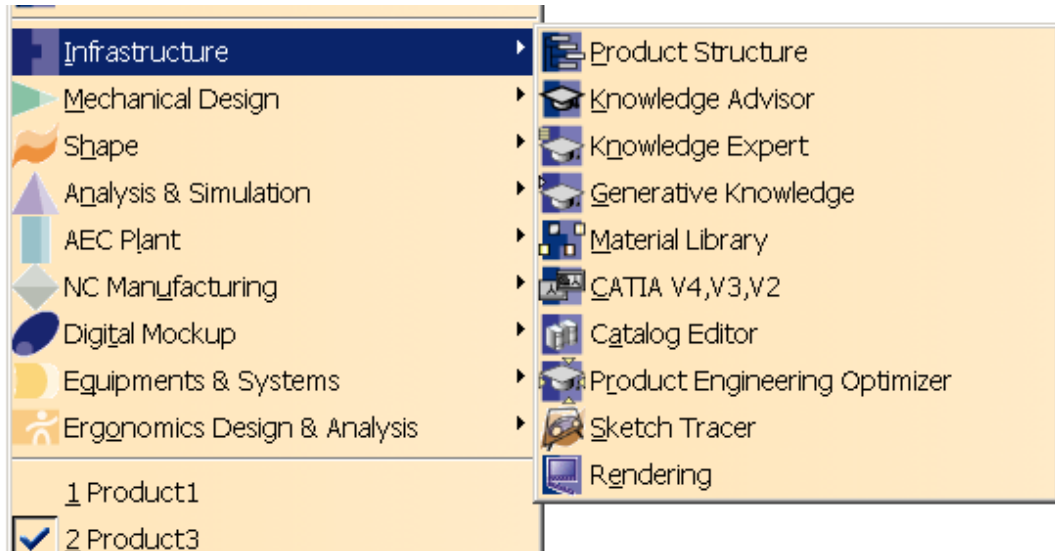 Infrastructure
Mechanical Design
Shape
Analysis & Simulation
AEC Plant
NC Manufacturing
Digital Mockup
Equipments & Systems
Ergonomics Design & Analysis
1 Product1
2 Product3
Product Structure
Knowledge Advisor
Knowledge Expert
Generative Knowledge
Material Library
CATIA V4,V3,V2
Catalog Editor
Product Engineering Optimizer
Sketch Tracer
Rendering